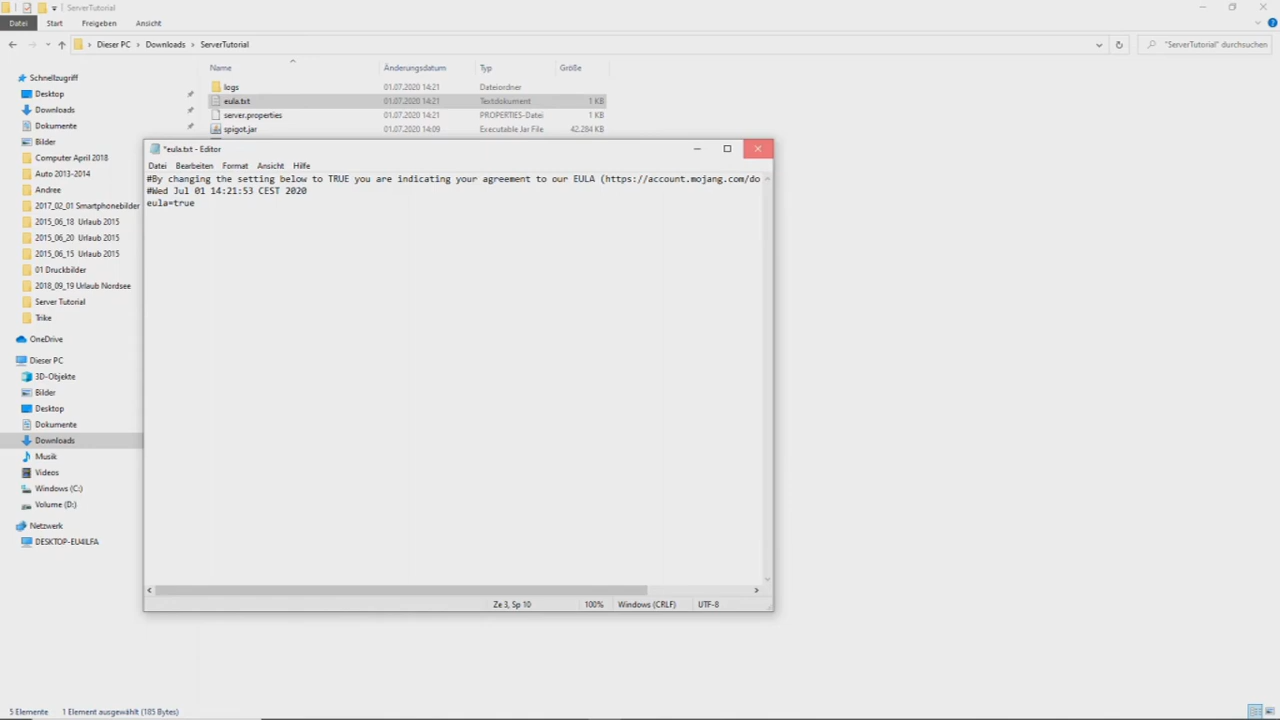 ServerTutorial
Datei Start Freigeben Ansicht
Dieser PC > Downloads > ServerTutorial
"ServerTutorial" durchsuchen
Name Änderungsdatum Typ Größe
logs 01.07.2020 14:21 Dateiordner
eula.txt 01.07.2020 14:21 Textdokument 1 KB
server.properties 01.07.2020 14:21 PROPERTIES-Datei 1 KB
spigot.jar 01.07.2020 14:09 Executable Jar File 42.284 KB
Schnellzugriff
Desktop
Downloads
Dokumente
Bilder
Computer April 2018
Auto 2013-2014
Andree
2017_02_01 Smartphonebilder
2015_06_18 Urlaub 2015
2015_06_20 Urlaub 2015
2015_06_15 Urlaub 2015
01 Druckbilder
2018_09_19 Urlaub Nordsee
Server Tutorial
Trike
OneDrive
Dieser PC
3D-Objekte
Bilder
Desktop
Dokumente
Downloads
Musik
Videos
Windows (C:)
Volume (D:)
Netzwerk
DESKTOP-EU4ILFA
*eula.txt - Editor
Datei Bearbeiten Format Ansicht Hilfe
#By changing the setting below to TRUE you are indicating your agreement to our EULA (https://account.mojang.com/do
#Wed Jul 01 14:21:53 CEST 2020
eula=true
Ze 3, Sp 10 100% Windows (CRLF) UTF-8
5 Elemente 1 Element ausgewählt (185 Bytes)